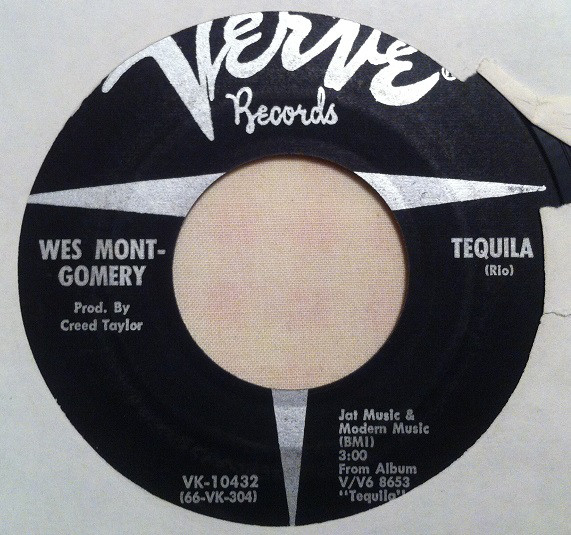 Verve
Records
WES MONT-
GOMERY
Prod. By
Creed Taylor
TEQUILA
(Rio)
VK-10432
(66-VK-304)
Jat Music &
Modern Music
(BMI)
3:00
From Album
V/V6 8653
"Tequila"